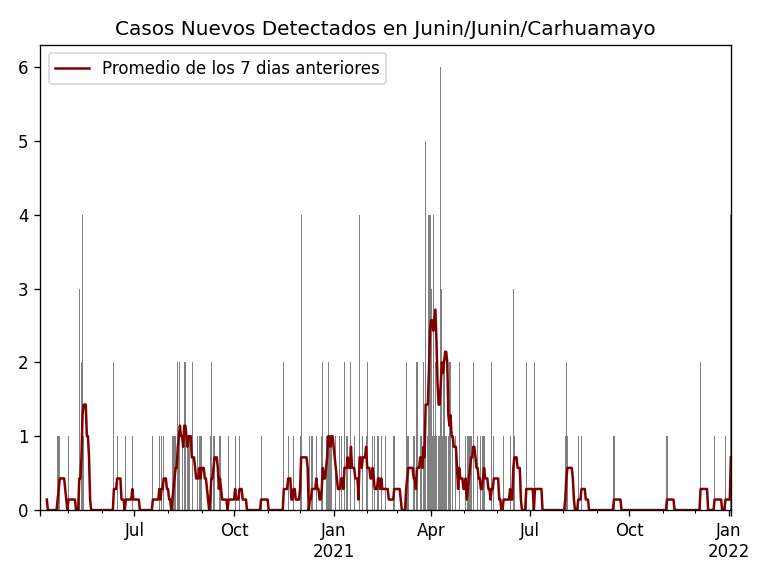 Casos Nuevos Detectados en Junin/Junin/Carhuamayo
Promedio de los 7 dias anteriores
6
5
4
3
2
1
0
Jul
Oct
Jan
2021
Apr
Jul
Oct
Jan
2022